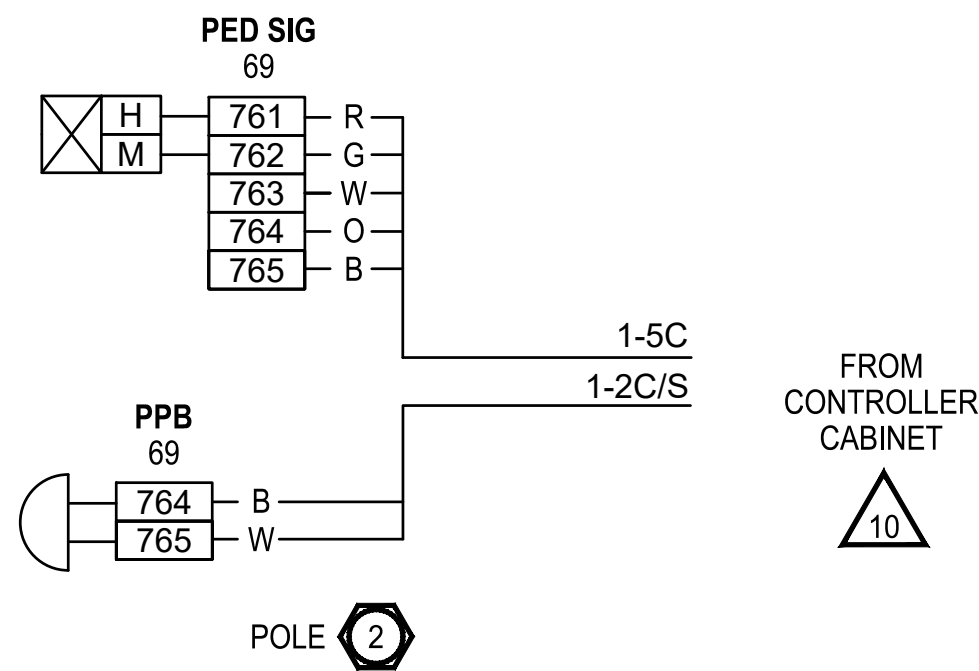 PED SIG
69
H 761 R
M 762 G
763 W
764 O
765 B
1-5C
1-2C/S
FROM
CONTROLLER
CABINET
10
PPB
69
764 B
765 W
POLE 2